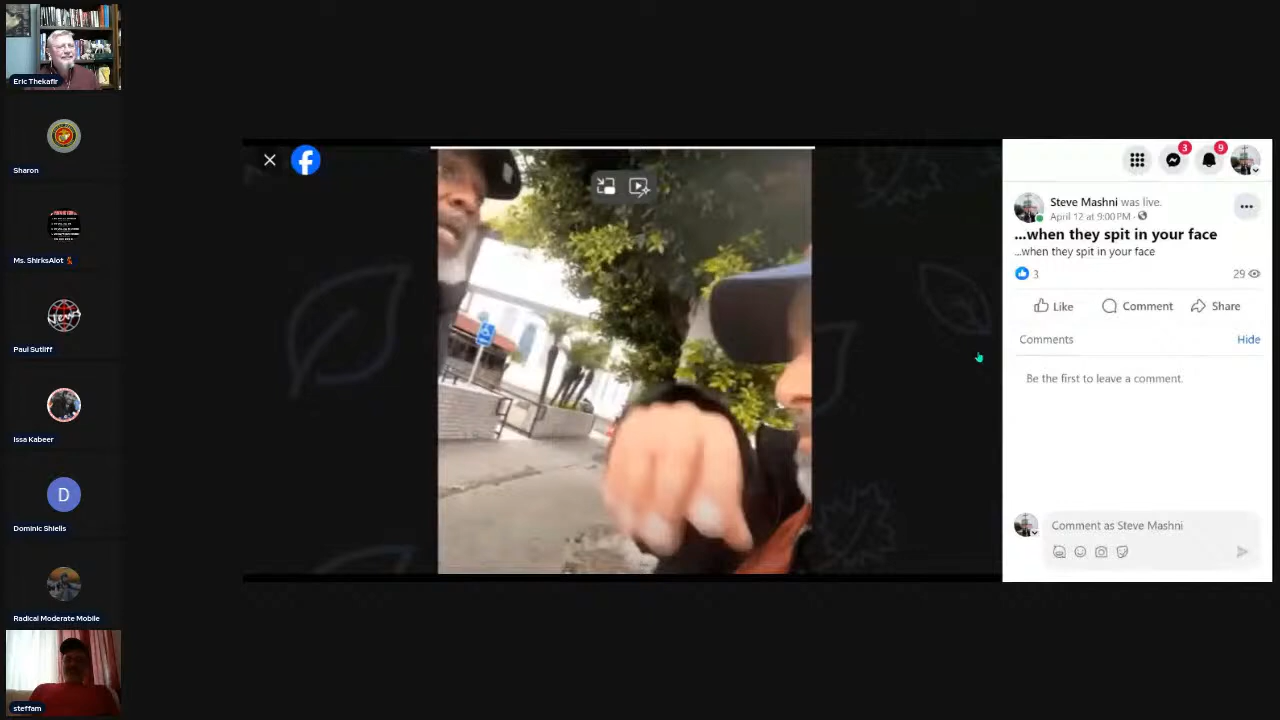 Eric Thekafir
Sharon
Ms. ShirksAlot
Paul Sutliff
Issa Kabeer
D
Dominic Shiells
Radical Moderate Mobile
steffam
3
9
Steve Mashni was live.
April 12 at 9:00 PM ·
...when they spit in your face
...when they spit in your face
3
29
Like
Comment
Share
Comments
Hide
Be the first to leave a comment.
Comment as Steve Mashni